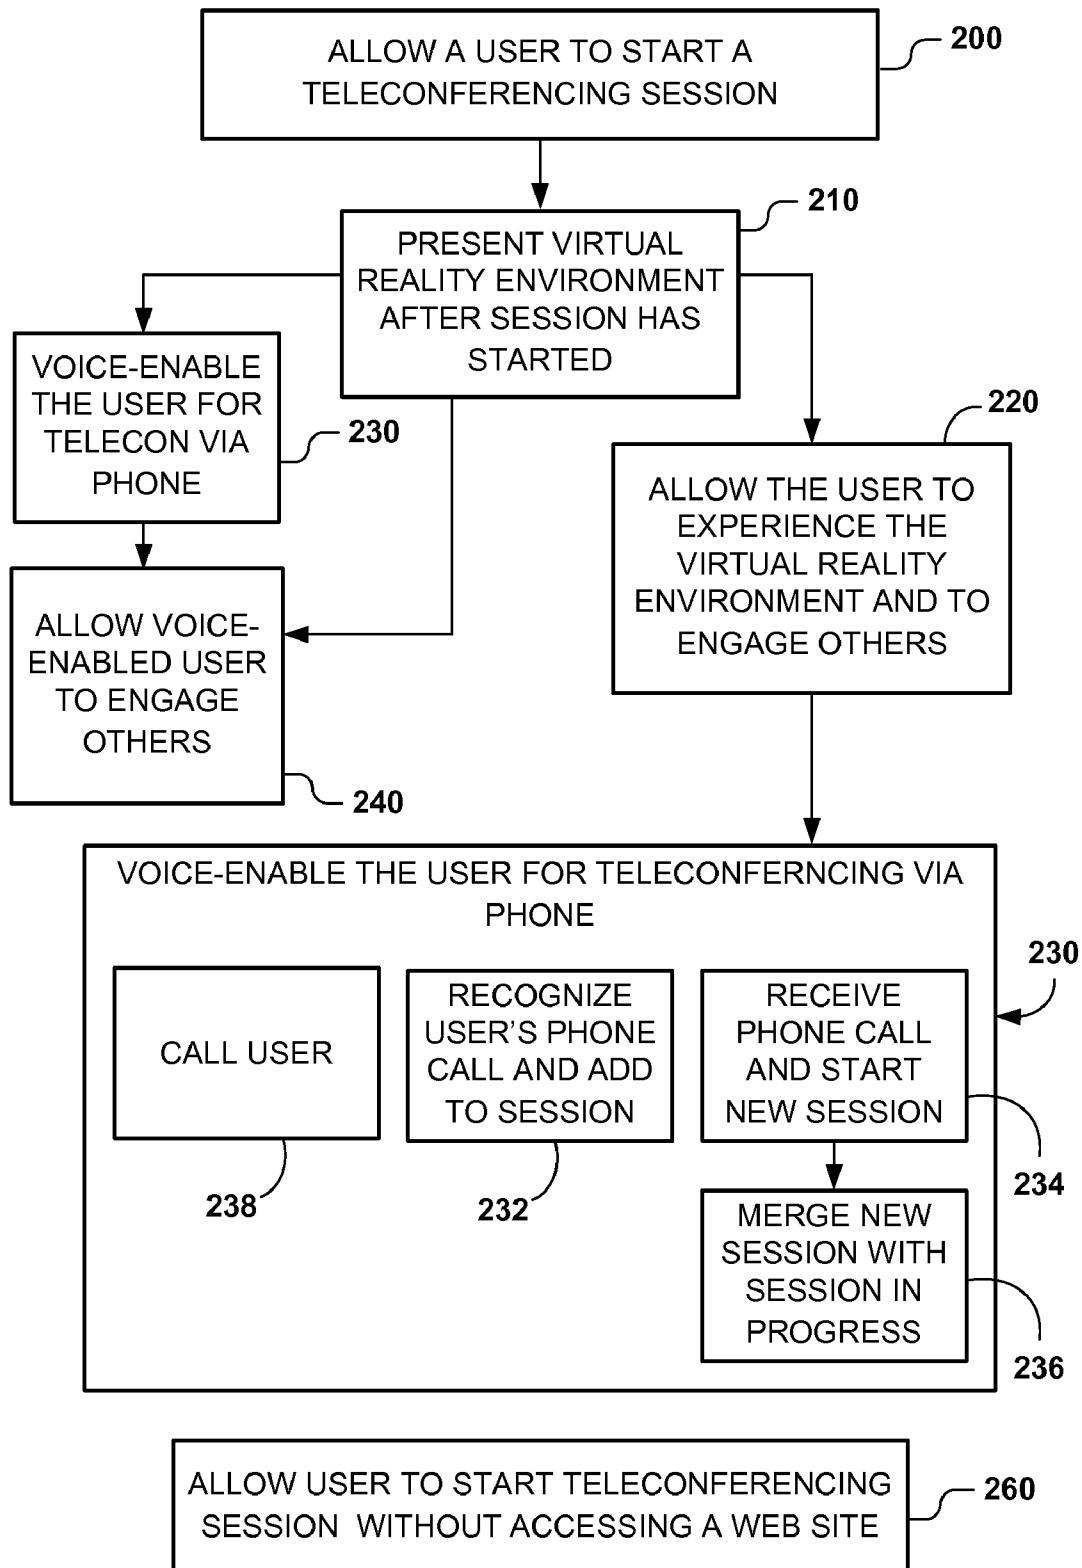 ALLOW A USER TO START A
TELECONFERENCING SESSION
200
210
PRESENT VIRTUAL
REALITY ENVIRONMENT
AFTER SESSION HAS
STARTED
VOICE-ENABLE
THE USER FOR
TELECON VIA
PHONE
230
220
ALLOW THE USER TO
EXPERIENCE THE
VIRTUAL REALITY
ENVIRONMENT AND TO
ENGAGE OTHERS
ALLOW VOICE-
ENABLED USER
TO ENGAGE
OTHERS
240
VOICE-ENABLE THE USER FOR TELECONFERNCING VIA
PHONE
230
CALL USER
238
RECOGNIZE
USER'S PHONE
CALL AND ADD
TO SESSION
232
RECEIVE
PHONE CALL
AND START
NEW SESSION
234
MERGE NEW
SESSION WITH
SESSION IN
PROGRESS
236
ALLOW USER TO START TELECONFERENCING
SESSION WITHOUT ACCESSING A WEB SITE
260